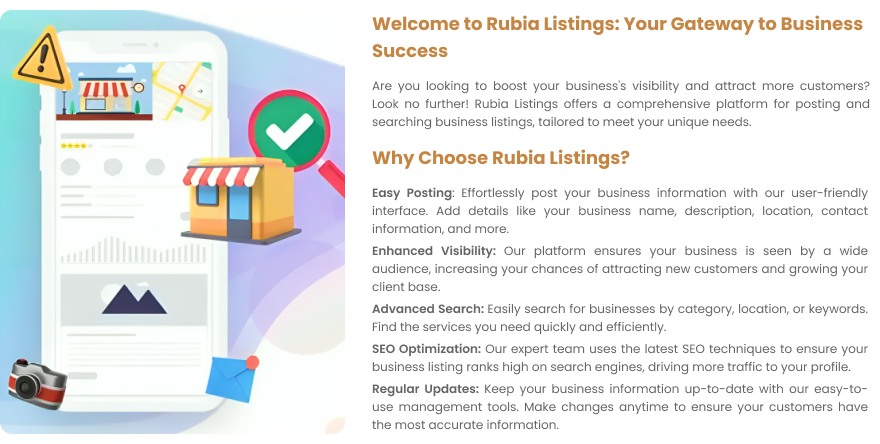 Welcome to Rubia Listings: Your Gateway to Business
Success
Are you looking to boost your business's visibility and attract more customers?
Look no further! Rubia Listings offers a comprehensive platform for posting and
searching business listings, tailored to meet your unique needs.
Why Choose Rubia Listings?
Easy Posting: Effortlessly post your business information with our user-friendly
interface. Add details like your business name, description, location, contact
information, and more.
Enhanced Visibility: Our platform ensures your business is seen by a wide
audience, increasing your chances of attracting new customers and growing your
client base.
Advanced Search: Easily search for businesses by category, location, or keywords.
Find the services you need quickly and efficiently.
SEO Optimization: Our expert team uses the latest SEO techniques to ensure your
business listing ranks high on search engines, driving more traffic to your profile.
Regular Updates: Keep your business information up-to-date with our easy-to-
use management tools. Make changes anytime to ensure your customers have
the most accurate information.